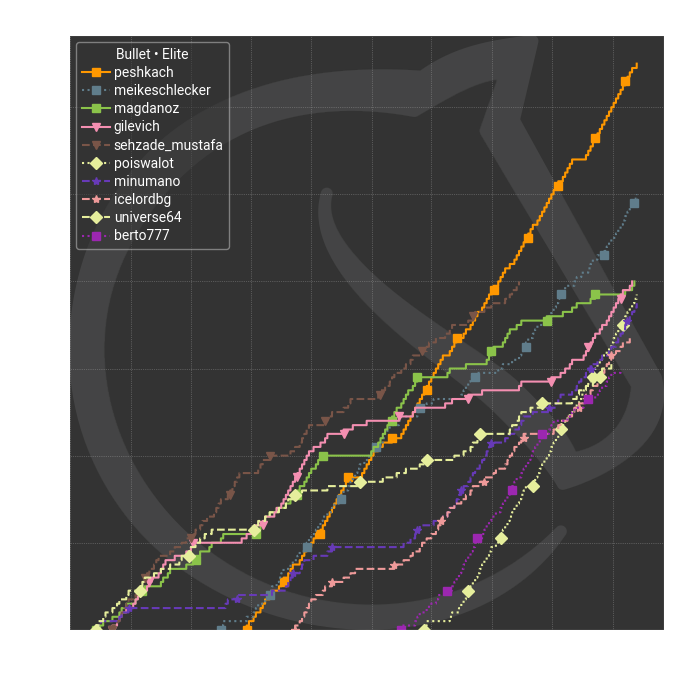 Bullet • Elite
peshkach
meikeschlecker
magdanoz
gilevich
sehzade_mustafa
poiswalot
minumano
icelordbg
universe64
berto777